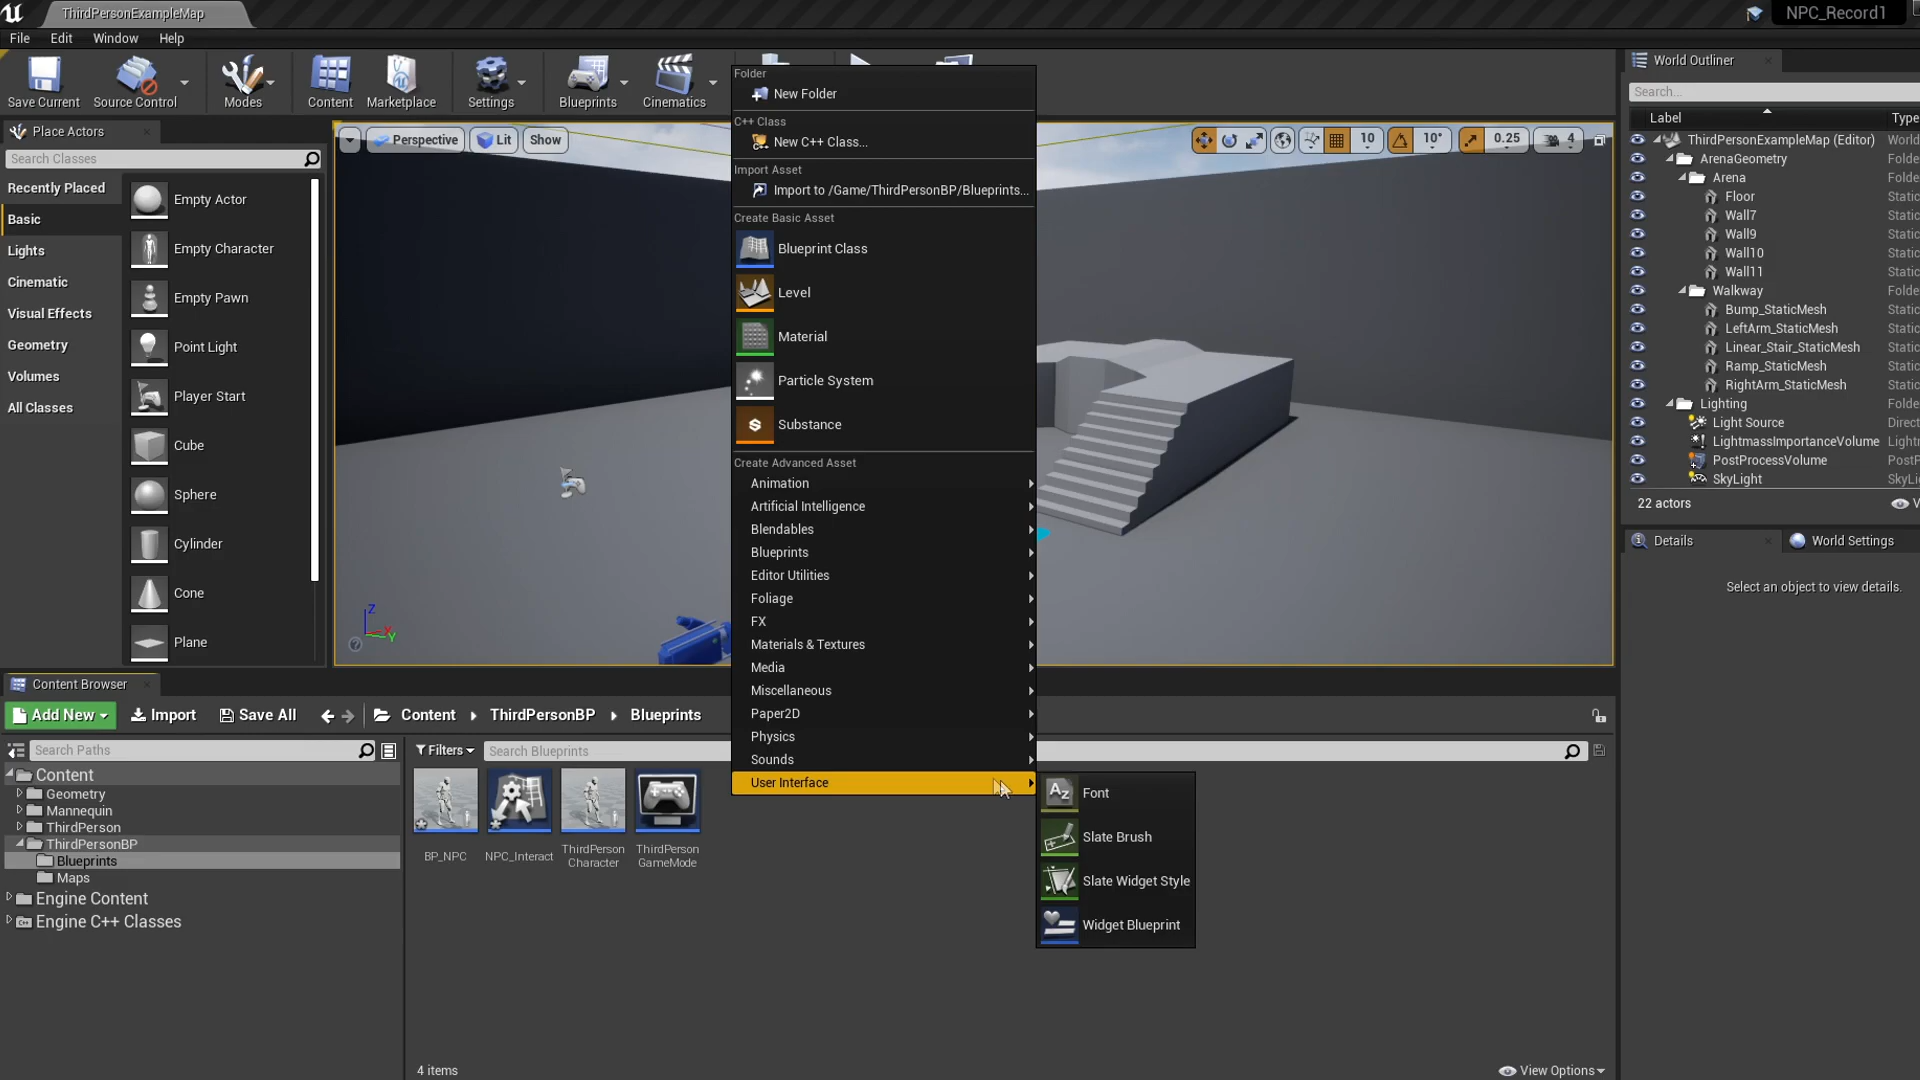 ThirdPersonExampleMap
NPC_Record1
File Edit Window Help
Save Current
Source Control
Modes
Content
Marketplace
Settings
Blueprints
Cinematics
Place Actors
Search Classes
Recently Placed
Basic
Lights
Cinematic
Visual Effects
Geometry
Volumes
All Classes
Empty Actor
Empty Character
Empty Pawn
Point Light
Player Start
Cube
Sphere
Cylinder
Cone
Plane
Perspective
Lit
Show
10
10°
0.25
4
Z
X
Y
Folder
New Folder
C++ Class
New C++ Class...
Import Asset
Import to /Game/ThirdPersonBP/Blueprints...
Create Basic Asset
Blueprint Class
Level
Material
Particle System
Substance
Create Advanced Asset
Animation
Artificial Intelligence
Blendables
Blueprints
Editor Utilities
Foliage
FX
Materials & Textures
Media
Miscellaneous
Paper2D
Physics
Sounds
User Interface
Font
Slate Brush
Slate Widget Style
Widget Blueprint
World Outliner
Search...
Label Type
ThirdPersonExampleMap (Editor)
ArenaGeometry Folde
Arena Folde
Floor Static
Wall7 Static
Wall9 Static
Wall10 Static
Wall11 Static
Walkway Folde
Bump_StaticMesh Static
LeftArm_StaticMesh Static
Linear_Stair_StaticMesh Static
Ramp_StaticMesh Static
RightArm_StaticMesh Static
Lighting Folde
Light Source Direct
LightmassImportanceVolume Lightr
PostProcessVolume PostP
SkyLight SkyLi
22 actors V
Details
World Settings
Select an object to view details.
Content Browser
Add New
Import
Save All
Content
ThirdPersonBP
Blueprints
Search Paths
Filters
Search Blueprints
Content
Geometry
Mannequin
ThirdPerson
ThirdPersonBP
Blueprints
Maps
Engine Content
Engine C++ Classes
BP_NPC
NPC_Interact
ThirdPerson
Character
ThirdPerson
GameMode
4 items
View Options